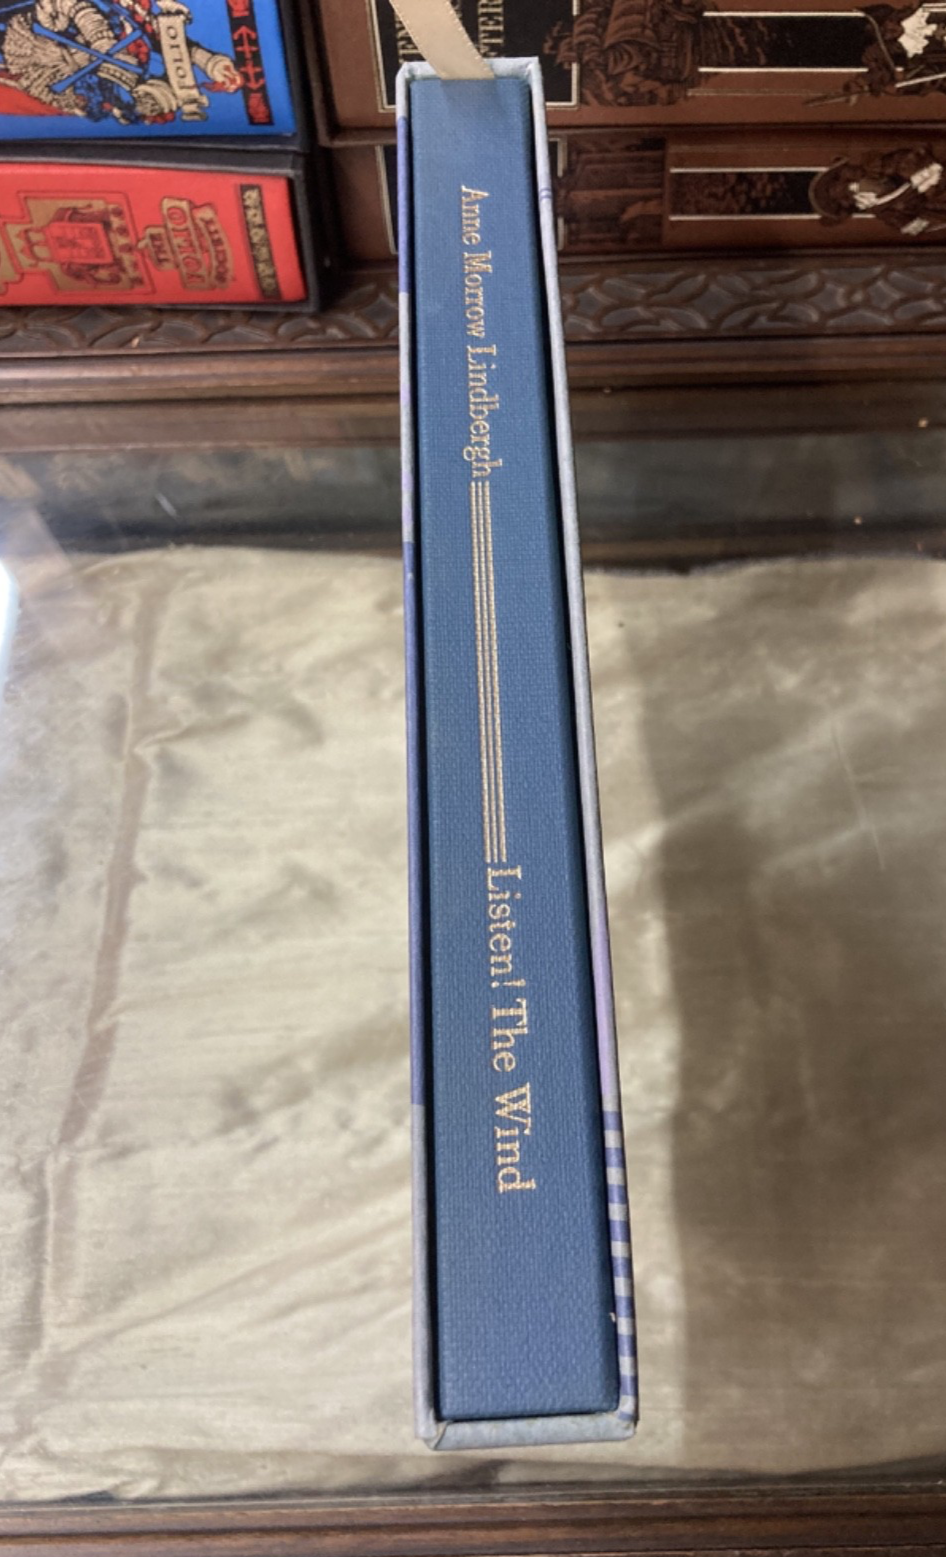 Anne Morrow Lindbergh
Listen! The Wind